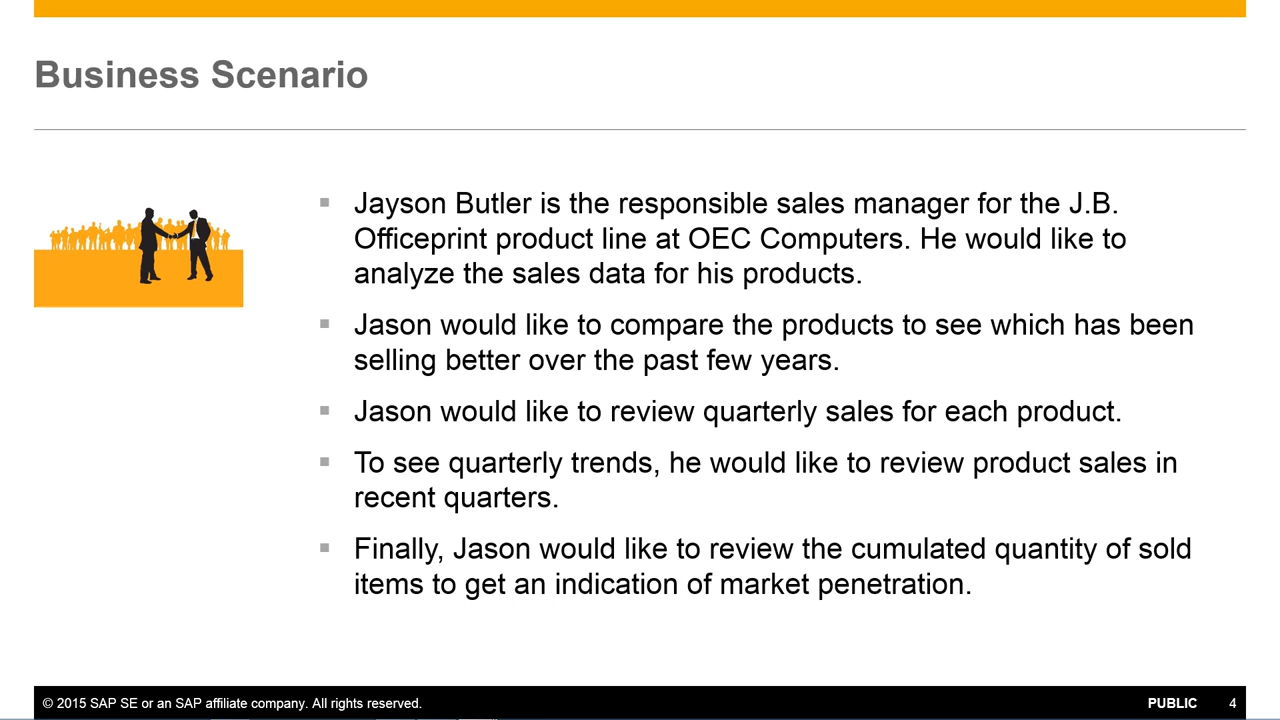 Business Scenario
Jayson Butler is the responsible sales manager for the J.B.
Officeprint product line at OEC Computers. He would like to
analyze the sales data for his products.
Jason would like to compare the products to see which has been
selling better over the past few years.
Jason would like to review quarterly sales for each product.
To see quarterly trends, he would like to review product sales in
recent quarters.
Finally, Jason would like to review the cumulated quantity of sold
items to get an indication of market penetration.
© 2015 SAP SE or an SAP affiliate company. All rights reserved.
PUBLIC 4